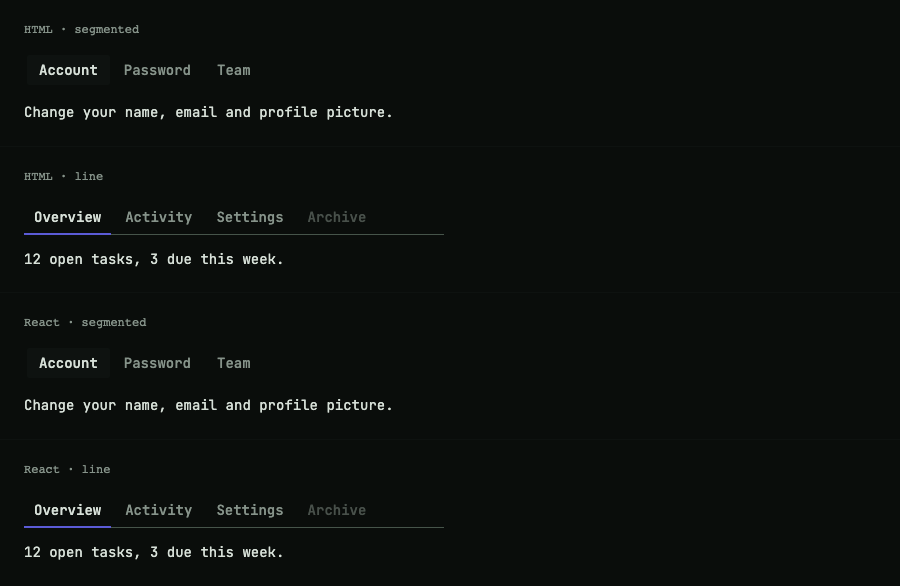 HTML · segmented
Account Password Team
Change your name, email and profile picture.
HTML · line
Overview Activity Settings Archive
12 open tasks, 3 due this week.
React · segmented
Account Password Team
Change your name, email and profile picture.
React · line
Overview Activity Settings Archive
12 open tasks, 3 due this week.